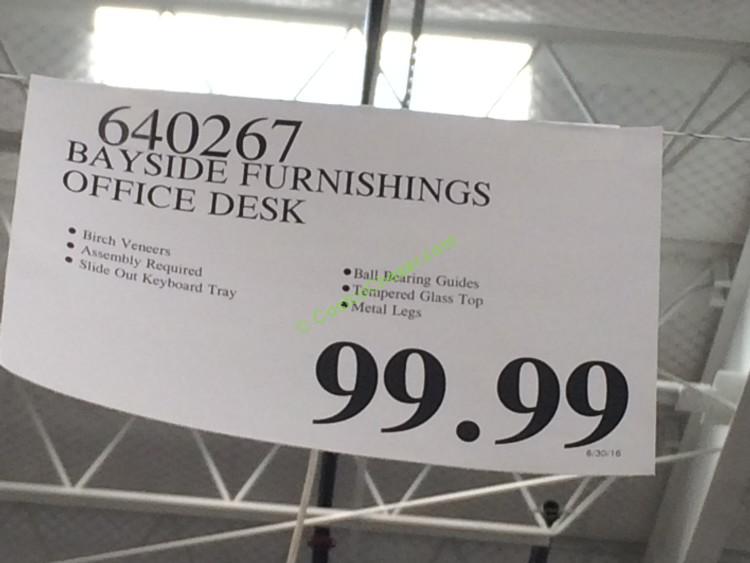 640267
BAYSIDE FURNISHINGS
OFFICE DESK
• Birch Veneers
• Assembly Required
• Slide Out Keyboard Tray
• Ball Bearing Guides
• Tempered Glass Top
• Metal Legs
99.99
6/30/16